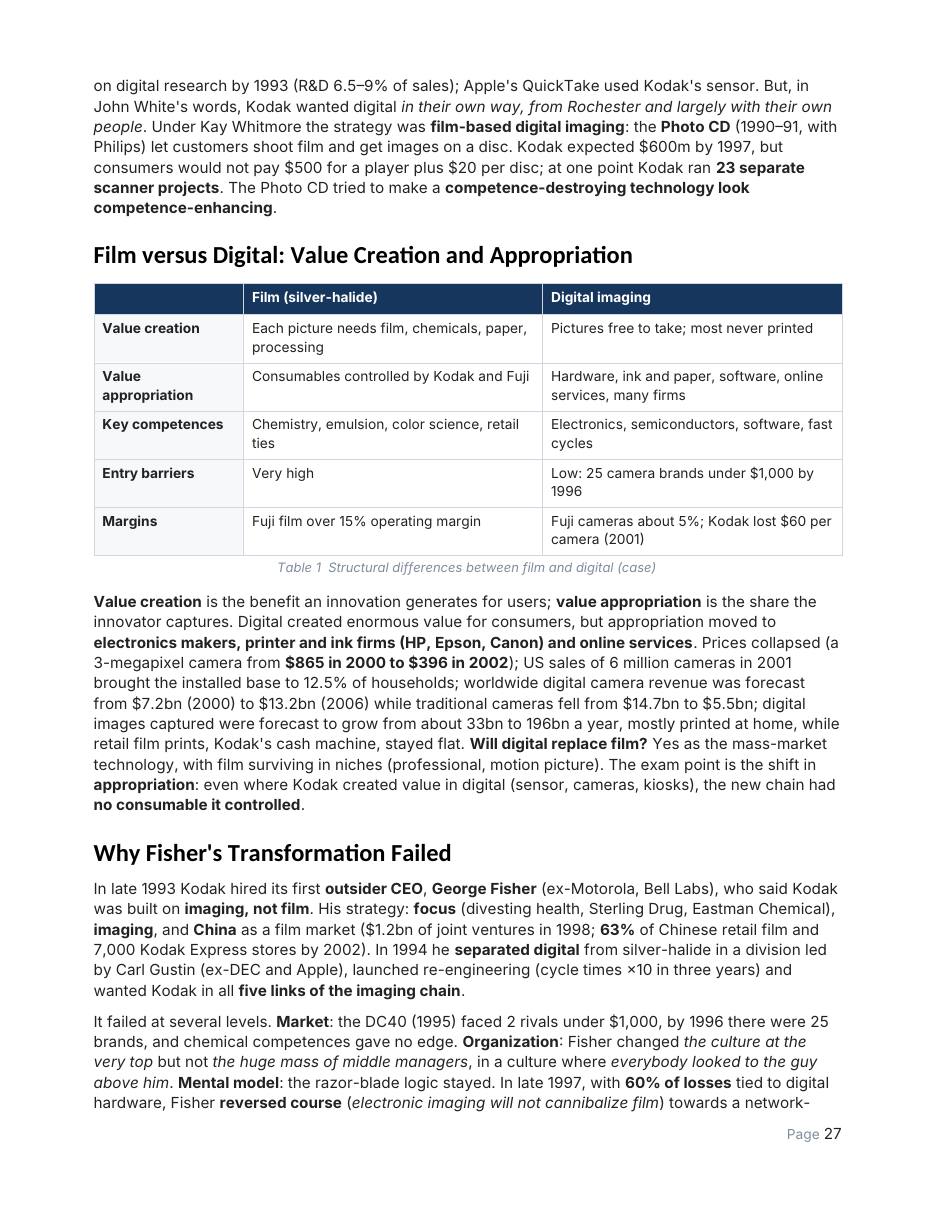 on digital research by 1993 (R&D 6.5–9% of sales); Apple's QuickTake used Kodak's sensor. But, in
John White's words, Kodak wanted digital in their own way, from Rochester and largely with their own
people. Under Kay Whitmore the strategy was film-based digital imaging: the Photo CD (1990–91, with
Philips) let customers shoot film and get images on a disc. Kodak expected $600m by 1997, but
consumers would not pay $500 for a player plus $20 per disc; at one point Kodak ran 23 separate
scanner projects. The Photo CD tried to make a competence-destroying technology look
competence-enhancing.
Film versus Digital: Value Creation and Appropriation
Film (silver-halide) Digital imaging
Value creation Each picture needs film, chemicals, paper, Pictures free to take; most never printed
processing
Value Consumables controlled by Kodak and Fuji Hardware, ink and paper, software, online
appropriation services, many firms
Key competences Chemistry, emulsion, color science, retail Electronics, semiconductors, software, fast
ties cycles
Entry barriers Very high Low: 25 camera brands under $1,000 by
1996
Margins Fuji film over 15% operating margin Fuji cameras about 5%; Kodak lost $60 per
camera (2001)
Table 1 Structural differences between film and digital (case)
Value creation is the benefit an innovation generates for users; value appropriation is the share the
innovator captures. Digital created enormous value for consumers, but appropriation moved to
electronics makers, printer and ink firms (HP, Epson, Canon) and online services. Prices collapsed (a
3-megapixel camera from $865 in 2000 to $396 in 2002); US sales of 6 million cameras in 2001
brought the installed base to 12.5% of households; worldwide digital camera revenue was forecast
from $7.2bn (2000) to $13.2bn (2006) while traditional cameras fell from $14.7bn to $5.5bn; digital
images captured were forecast to grow from about 33bn to 196bn a year, mostly printed at home, while
retail film prints, Kodak's cash machine, stayed flat. Will digital replace film? Yes as the mass-market
technology, with film surviving in niches (professional, motion picture). The exam point is the shift in
appropriation: even where Kodak created value in digital (sensor, cameras, kiosks), the new chain had
no consumable it controlled.
Why Fisher's Transformation Failed
In late 1993 Kodak hired its first outsider CEO, George Fisher (ex-Motorola, Bell Labs), who said Kodak
was built on imaging, not film. His strategy: focus (divesting health, Sterling Drug, Eastman Chemical),
imaging, and China as a film market ($1.2bn of joint ventures in 1998; 63% of Chinese retail film and
7,000 Kodak Express stores by 2002). In 1994 he separated digital from silver-halide in a division led
by Carl Gustin (ex-DEC and Apple), launched re-engineering (cycle times ×10 in three years) and
wanted Kodak in all five links of the imaging chain.
It failed at several levels. Market: the DC40 (1995) faced 2 rivals under $1,000, by 1996 there were 25
brands, and chemical competences gave no edge. Organization: Fisher changed the culture at the
very top but not the huge mass of middle managers, in a culture where everybody looked to the guy
above him. Mental model: the razor-blade logic stayed. In late 1997, with 60% of losses tied to digital
hardware, Fisher reversed course (electronic imaging will not cannibalize film) towards a network-
Page 27